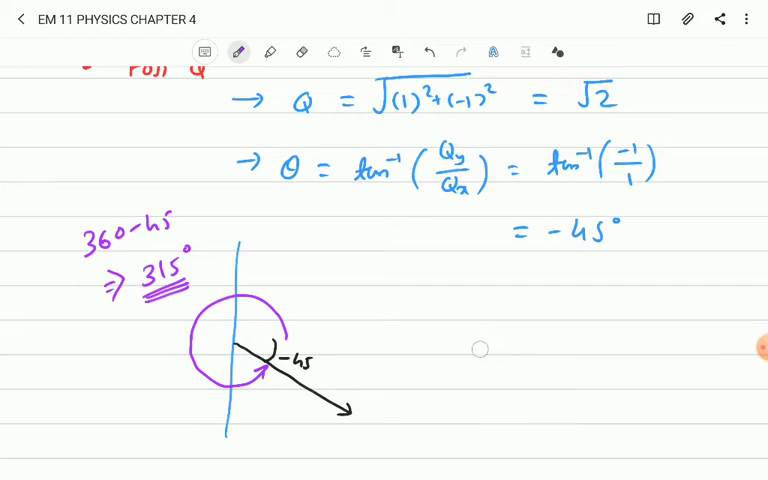 EM 11 PHYSICS CHAPTER 4
→ Q = √(1)²+(-1)² = √2
→ θ = tan⁻¹ (Qy/Qx) = tan⁻¹ (-1/1)
= -45°
360-45
⇒ 315°
-45